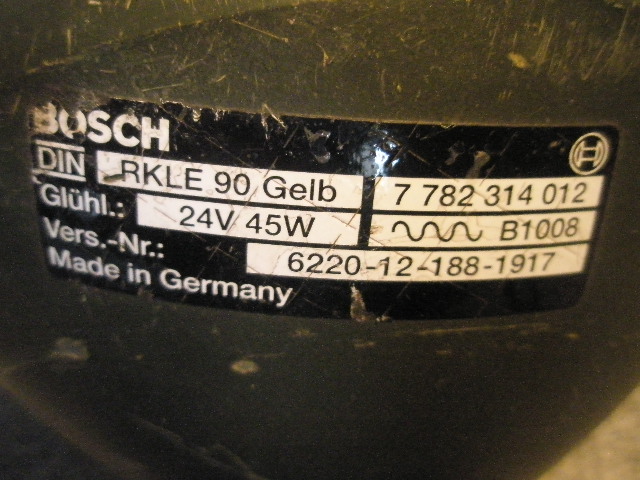 BOSCH
DIN RKLE 90 Gelb 7 782 314 012
Glühl.: 24V 45W B1008
Vers.-Nr.: 6220-12-188-1917
Made in Germany